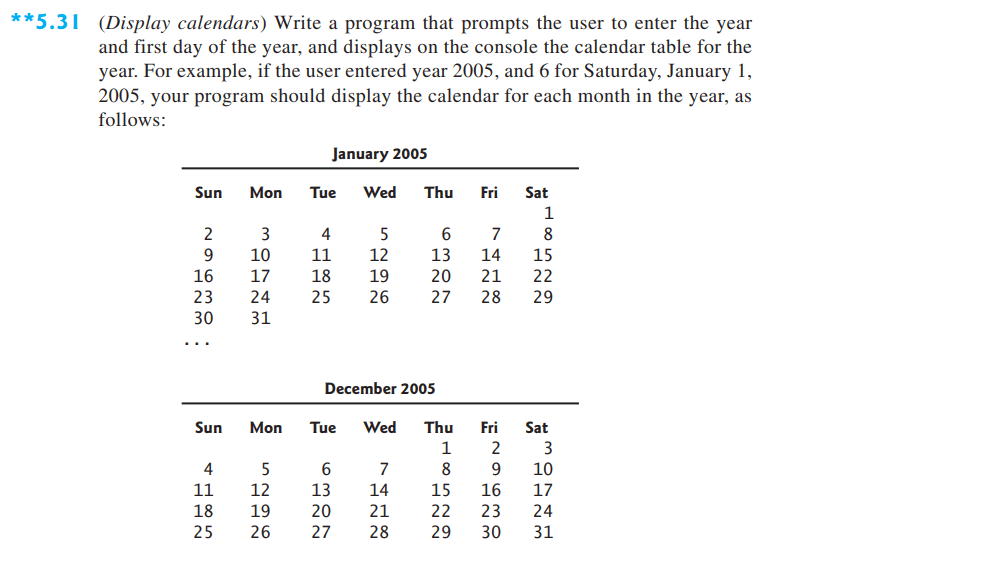 **5.31 (Display calendars) Write a program that prompts the user to enter the year
and first day of the year, and displays on the console the calendar table for the
year. For example, if the user entered year 2005, and 6 for Saturday, January 1,
2005, your program should display the calendar for each month in the year, as
follows:
January 2005
Sun Mon Tue Wed Thu Fri Sat
1
2 3 4 5 6 7 8
9 10 11 12 13 14 15
16 17 18 19 20 21 22
23 24 25 26 27 28 29
30 31
...
December 2005
Sun Mon Tue Wed Thu Fri Sat
1 2 3
4 5 6 7 8 9 10
11 12 13 14 15 16 17
18 19 20 21 22 23 24
25 26 27 28 29 30 31